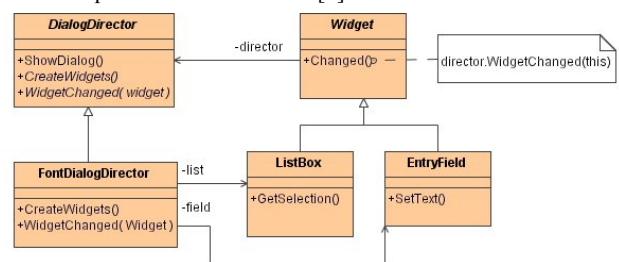 DialogDirector
+ShowDialog()
+CreateWidgets()
+WidgetChanged( widget )
-director
Widget
+Changed()
director.WidgetChanged(this)
FontDialogDirector
+CreateWidgets()
+WidgetChanged( Widget )
-list
-field
ListBox
+GetSelection()
EntryField
+SetText()